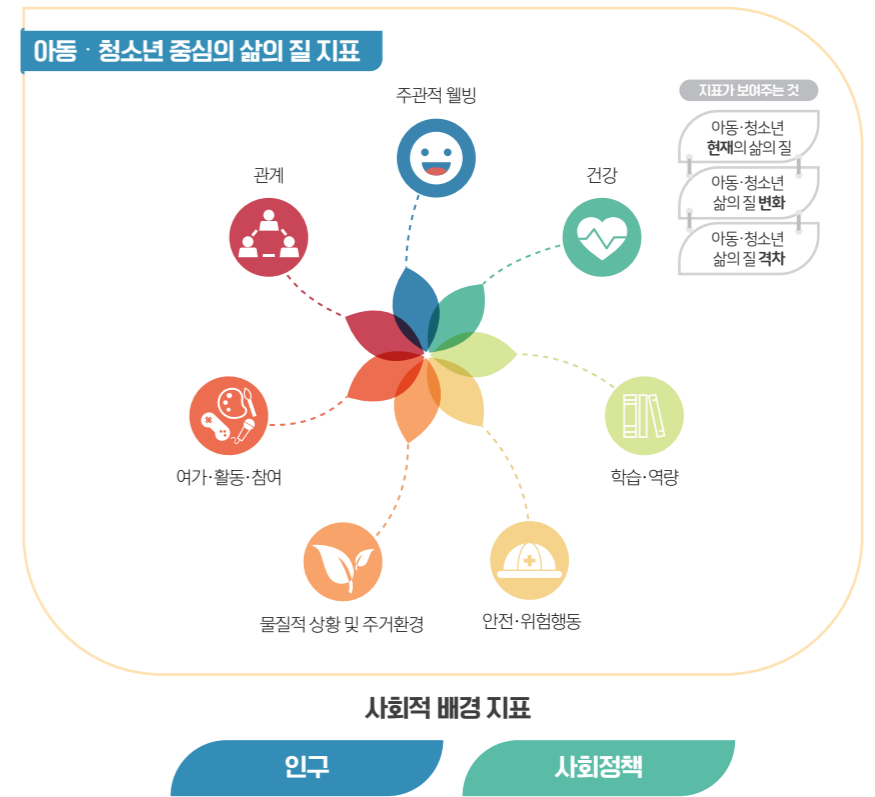 아동 · 청소년 중심의 삶의 질 지표
주관적 웰빙
지표가 보여주는 것
아동·청소년
현재의 삶의 질
아동·청소년
삶의 질 변화
아동·청소년
삶의 질 격차
관계
건강
여가·활동·참여
학습·역량
물질적 상황 및 주거환경
안전·위험행동
사회적 배경 지표
인구
사회정책